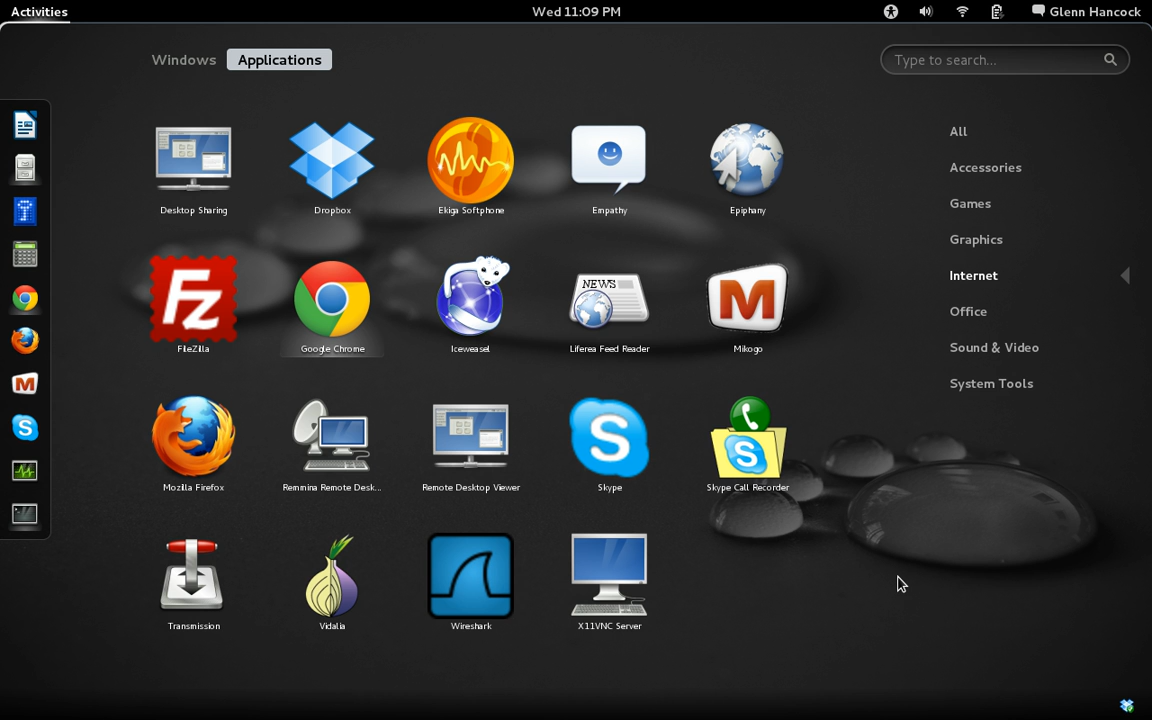 Activities
Wed 11:09 PM
Glenn Hancock
Windows
Applications
Type to search...
Desktop Sharing
Dropbox
Ekiga Softphone
Empathy
Epiphany
All
Accessories
Games
Graphics
Internet
Office
Sound & Video
System Tools
Fz
NEWS
M
FileZilla
Google Chrome
Iceweasel
Liferea Feed Reader
Mikogo
M
S
S
S
Mozilla Firefox
Remmina Remote Desk...
Remote Desktop Viewer
Skype
Skype Call Recorder
Transmission
Vidalia
Wireshark
X11VNC Server